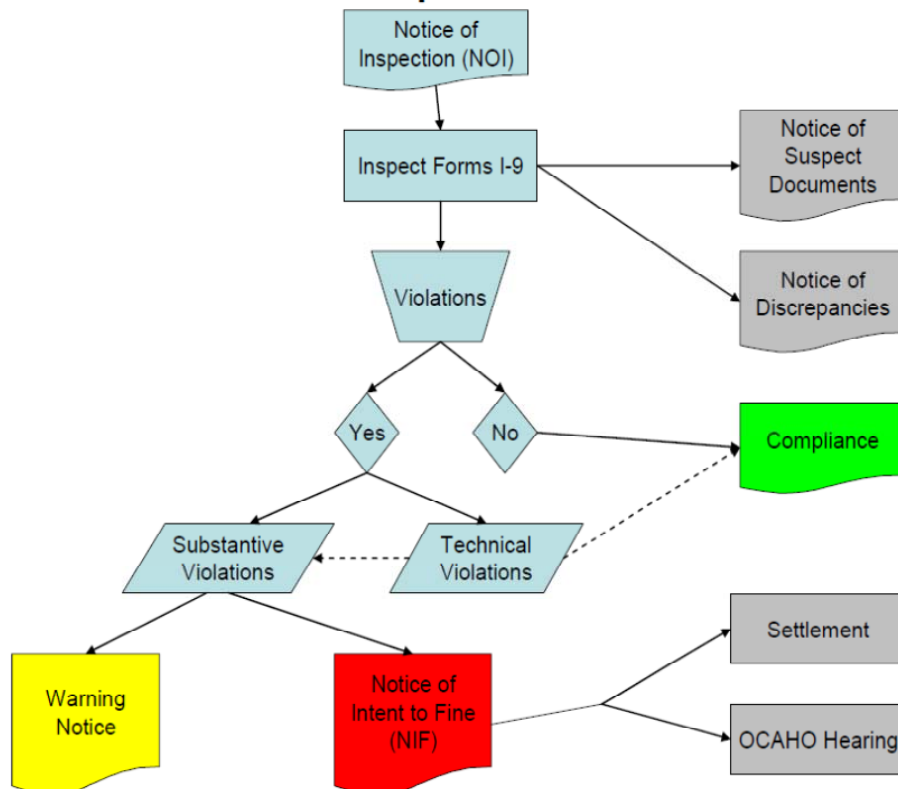 Notice of
Inspection (NOI)
Inspect Forms I-9
Notice of
Suspect
Documents
Violations
Notice of
Discrepancies
Yes
No
Compliance
Substantive
Violations
Technical
Violations
Warning
Notice
Notice of
Intent to Fine
(NIF)
Settlement
OCAHO Hearing